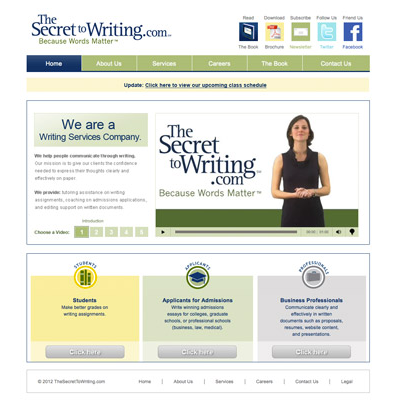 The
Secret
to Writing.com™
Because Words Matter™
Read Download Subscribe Follow Us Friend Us
The Book Brochure Newsletter Twitter Facebook
Home About Us Services Careers The Book Contact Us
Update: Click here to view our upcoming class schedule
We are a
Writing Services Company.
We help people communicate through writing.
Our mission is to give our clients the confidence
needed to express their thoughts clearly and
effectively on paper.
We provide: tutoring assistance on writing
assignments, coaching on admissions applications,
and editing support on written documents.
Introduction
Choose a Video: 1 2 3 4 5
The
Secret
to Writing
.com™
Because Words Matter™
STUDENTS
Students
Make better grades on
writing assignments.
Click here
APPLICANTS
Applicants for Admissions
Write winning admissions
essays for colleges, graduate
schools, or professional schools
(business, law, medical).
Click here
PROFESSIONALS
Business Professionals
Communicate clearly and
effectively in written
documents such as proposals,
resumes, website content,
and presentations.
Click here
© 2012 TheSecretToWriting.com Home | About Us | Services | Careers | Contact Us | Legal